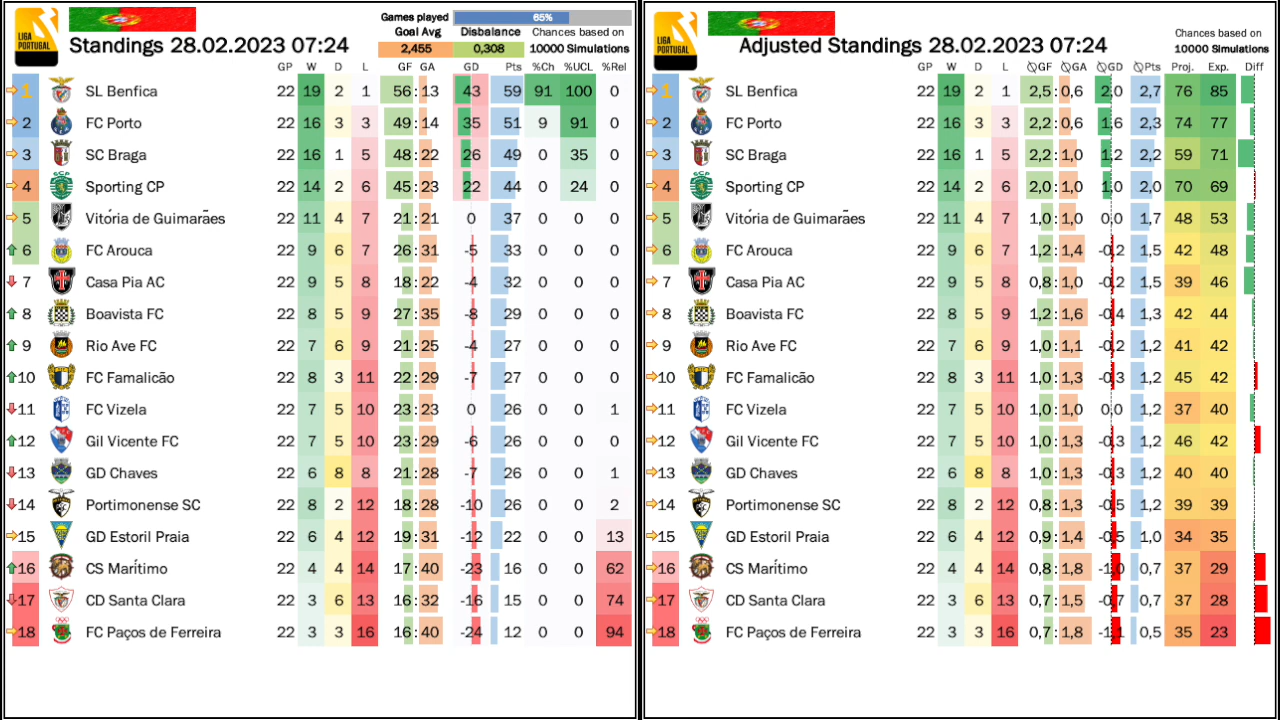 Games played 65%
LIGA PORTUGAL
Goal Avg Disbalance Chances based on
Standings 28.02.2023 07:24 2,455 0,308 10000 Simulations
GP W D L GF GA GD Pts %Ch %UCL %Rel
1 SL Benfica 22 19 2 1 56 : 13 43 59 91 100 0
2 FC Porto 22 16 3 3 49 : 14 35 51 9 91 0
3 SC Braga 22 16 1 5 48 : 22 26 49 0 35 0
4 Sporting CP 22 14 2 6 45 : 23 22 44 0 24 0
5 Vitória de Guimarães 22 11 4 7 21 : 21 0 37 0 0 0
6 FC Arouca 22 9 6 7 26 : 31 -5 33 0 0 0
7 Casa Pia AC 22 9 5 8 18 : 22 -4 32 0 0 0
8 Boavista FC 22 8 5 9 27 : 35 -8 29 0 0 0
9 Rio Ave FC 22 7 6 9 21 : 25 -4 27 0 0 0
10 FC Famalicão 22 8 3 11 22 : 29 -7 27 0 0 0
11 FC Vizela 22 7 5 10 23 : 23 0 26 0 0 1
12 Gil Vicente FC 22 7 5 10 23 : 29 -6 26 0 0 0
13 GD Chaves 22 6 8 8 21 : 28 -7 26 0 0 1
14 Portimonense SC 22 8 2 12 18 : 28 -10 26 0 0 2
15 GD Estoril Praia 22 6 4 12 19 : 31 -12 22 0 0 13
16 CS Marítimo 22 4 4 14 17 : 40 -23 16 0 0 62
17 CD Santa Clara 22 3 6 13 16 : 32 -16 15 0 0 74
18 FC Paços de Ferreira 22 3 3 16 16 : 40 -24 12 0 0 94
LIGA PORTUGAL
Chances based on
Adjusted Standings 28.02.2023 07:24 10000 Simulations
GP W D L ∅GF ∅GA ∅GD ∅Pts Proj. Exp. Diff
1 SL Benfica 22 19 2 1 2,5 : 0,6 2,0 2,7 76 85
2 FC Porto 22 16 3 3 2,2 : 0,6 1,6 2,3 74 77
3 SC Braga 22 16 1 5 2,2 : 1,0 1,2 2,2 59 71
4 Sporting CP 22 14 2 6 2,0 : 1,0 1,0 2,0 70 69
5 Vitória de Guimarães 22 11 4 7 1,0 : 1,0 0,0 1,7 48 53
6 FC Arouca 22 9 6 7 1,2 : 1,4 -0,2 1,5 42 48
7 Casa Pia AC 22 9 5 8 0,8 : 1,0 -0,2 1,5 39 46
8 Boavista FC 22 8 5 9 1,2 : 1,6 -0,4 1,3 42 44
9 Rio Ave FC 22 7 6 9 1,0 : 1,1 -0,2 1,2 41 42
10 FC Famalicão 22 8 3 11 1,0 : 1,3 -0,3 1,2 45 42
11 FC Vizela 22 7 5 10 1,0 : 1,0 0,0 1,2 37 40
12 Gil Vicente FC 22 7 5 10 1,0 : 1,3 -0,3 1,2 46 42
13 GD Chaves 22 6 8 8 1,0 : 1,3 -0,3 1,2 40 40
14 Portimonense SC 22 8 2 12 0,8 : 1,3 -0,5 1,2 39 39
15 GD Estoril Praia 22 6 4 12 0,9 : 1,4 -0,5 1,0 34 35
16 CS Marítimo 22 4 4 14 0,8 : 1,8 -1,0 0,7 37 29
17 CD Santa Clara 22 3 6 13 0,7 : 1,5 -0,7 0,7 37 28
18 FC Paços de Ferreira 22 3 3 16 0,7 : 1,8 -1,1 0,5 35 23